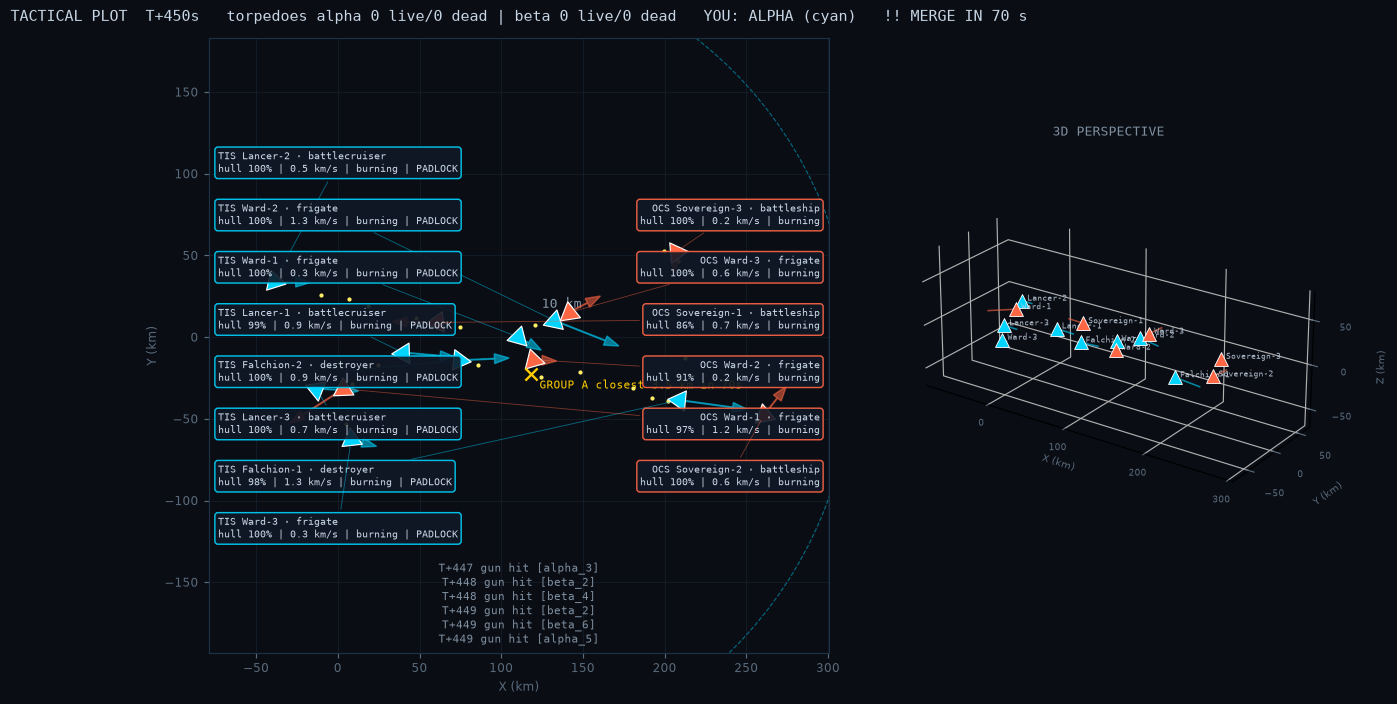 TACTICAL PLOT  T+450s   torpedoes alpha 0 live/0 dead | beta 0 live/0 dead   YOU: ALPHA (cyan)   !! MERGE IN 70 s
150
100
50
0
−50
−100
−150
Y (km)
−50
0
50
100
150
200
250
300
X (km)
TIS Lancer-2 · battlecruiser
hull 100% | 0.5 km/s | burning | PADLOCK
TIS Ward-2 · frigate
hull 100% | 1.3 km/s | burning | PADLOCK
TIS Ward-1 · frigate
hull 100% | 0.3 km/s | burning | PADLOCK
TIS Lancer-1 · battlecruiser
hull 99% | 0.9 km/s | burning | PADLOCK
TIS Falchion-2 · destroyer
hull 100% | 0.9 km/s | burning | PADLOCK
TIS Lancer-3 · battlecruiser
hull 100% | 0.7 km/s | burning | PADLOCK
TIS Falchion-1 · destroyer
hull 98% | 1.3 km/s | burning | PADLOCK
TIS Ward-3 · frigate
hull 100% | 0.3 km/s | burning | PADLOCK
10 km
GROUP A closest
OCS Sovereign-3 · battleship
hull 100% | 0.2 km/s | burning
OCS Ward-3 · frigate
hull 100% | 0.6 km/s | burning
OCS Sovereign-1 · battleship
hull 86% | 0.7 km/s | burning
OCS Ward-2 · frigate
hull 91% | 0.2 km/s | burning
OCS Ward-1 · frigate
hull 97% | 1.2 km/s | burning
OCS Sovereign-2 · battleship
hull 100% | 0.6 km/s | burning
T+447 gun hit [alpha_3]
T+448 gun hit [beta_2]
T+448 gun hit [beta_4]
T+449 gun hit [beta_2]
T+449 gun hit [beta_6]
T+449 gun hit [alpha_5]
3D PERSPECTIVE
Lancer-2
Lancer-3
Ward-3
Sovereign-1
Sovereign-3
Sovereign-2
0
100
200
300
X (km)
−50
0
50
Y (km)
50
0
−50
Z (km)